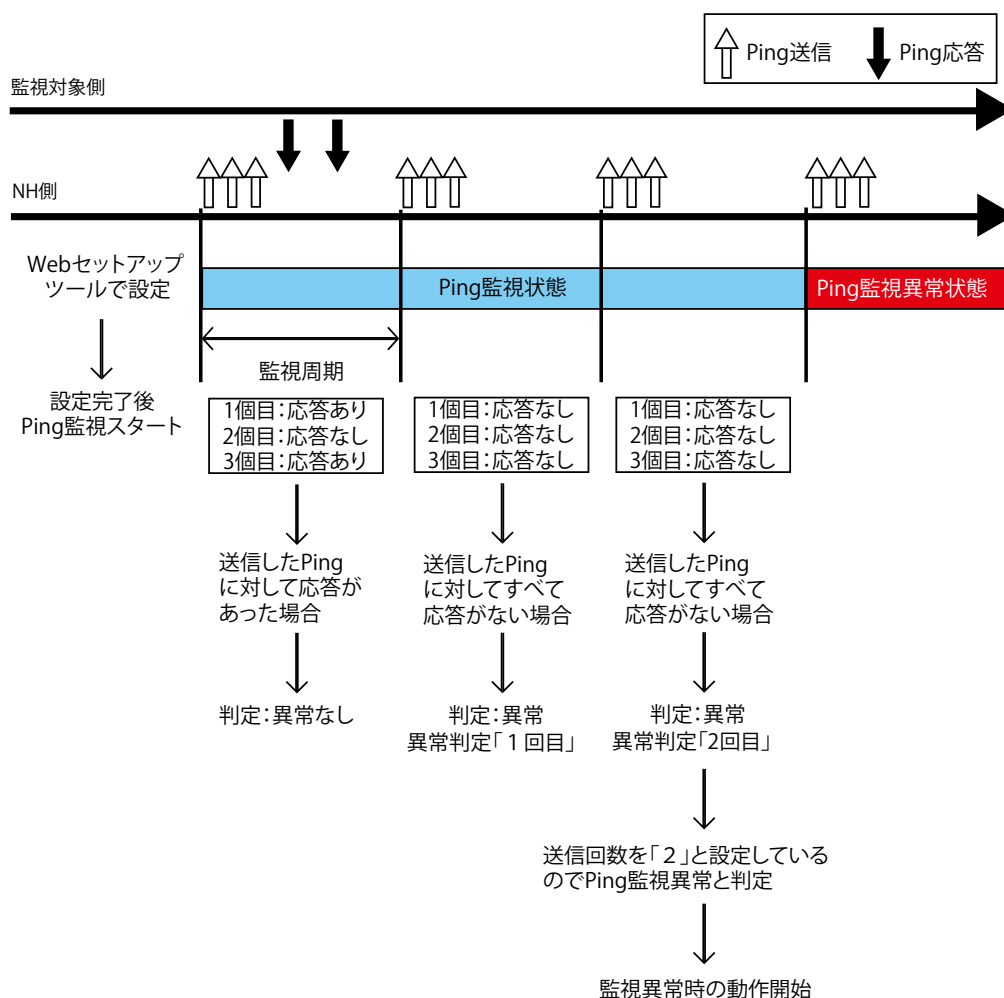 Ping送信
Ping応答
監視対象側
NH側
Webセットアップ
ツールで設定
Ping監視状態
Ping監視異常状態
監視周期
設定完了後
Ping監視スタート
1個目：応答あり
2個目：応答なし
3個目：応答あり
1個目：応答なし
2個目：応答なし
3個目：応答なし
1個目：応答なし
2個目：応答なし
3個目：応答なし
送信したPing
に対して応答が
あった場合
送信したPing
に対してすべて
応答がない場合
送信したPing
に対してすべて
応答がない場合
判定：異常なし
判定：異常
異常判定「１回目」
判定：異常
異常判定「2回目」
送信回数を「２」と設定している
のでPing監視異常と判定
監視異常時の動作開始